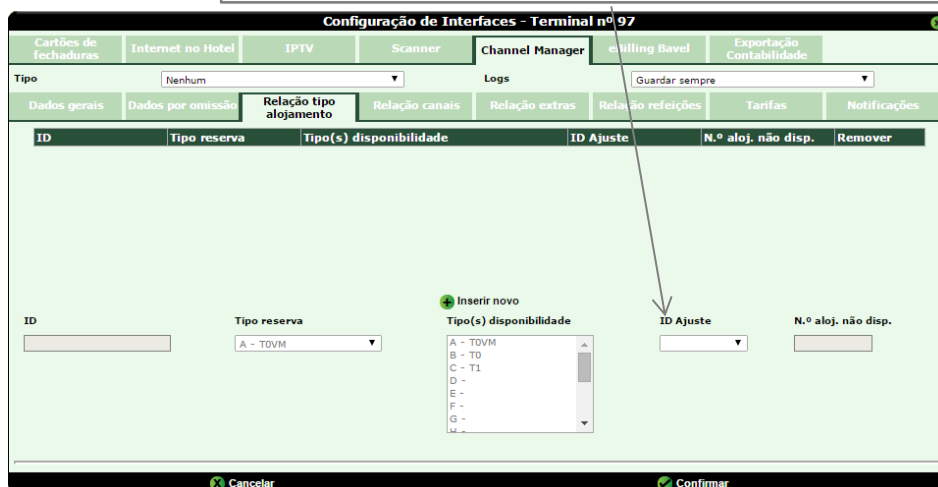 Configuração de Interfaces - Terminal nº 97
Cartões de fechaduras
Internet no Hotel
IPTV
Scanner
Channel Manager
eBilling Bavel
Exportação Contabilidade
Tipo
Nenhum
Logs
Guardar sempre
Dados gerais
Dados por omissão
Relação tipo alojamento
Relação canais
Relação extras
Relação refeições
Tarifas
Notificações
ID
Tipo reserva
Tipo(s) disponibilidade
ID Ajuste
N.º aloj. não disp.
Remover
Inserir novo
ID
Tipo reserva
Tipo(s) disponibilidade
ID Ajuste
N.º aloj. não disp.
A - T0VM
A - T0VM
B - T0
C - T1
D -
E -
F -
G -
H -
Cancelar
Confirmar